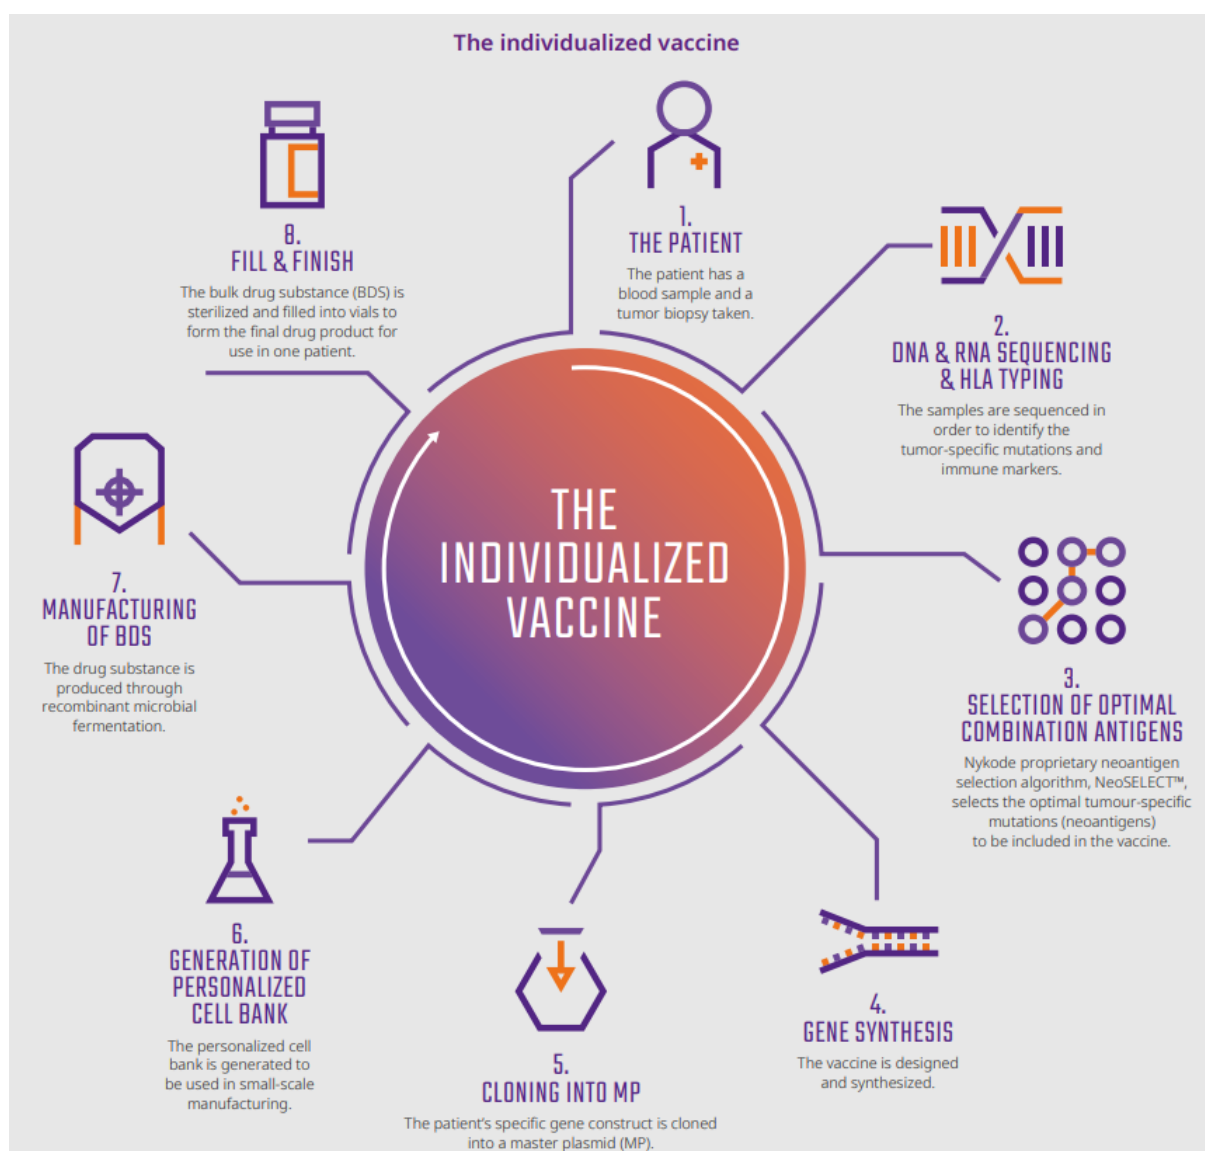 The individualized vaccine
THE
INDIVIDUALIZED
VACCINE
1.
THE PATIENT
The patient has a
blood sample and a
tumor biopsy taken.
2.
DNA & RNA SEQUENCING
& HLA TYPING
The samples are sequenced in
order to identify the
tumor-specific mutations and
immune markers.
3.
SELECTION OF OPTIMAL
COMBINATION ANTIGENS
Nykode proprietary neoantigen
selection algorithm, NeoSELECT™,
selects the optimal tumour-specific
mutations (neoantigens)
to be included in the vaccine.
4.
GENE SYNTHESIS
The vaccine is designed
and synthesized.
5.
CLONING INTO MP
The patient's specific gene construct is cloned
into a master plasmid (MP).
6.
GENERATION OF
PERSONALIZED
CELL BANK
The personalized cell
bank is generated to
be used in small-scale
manufacturing.
7.
MANUFACTURING
OF BDS
The drug substance is
produced through
recombinant microbial
fermentation.
8.
FILL & FINISH
The bulk drug substance (BDS) is
sterilized and filled into vials to
form the final drug product for
use in one patient.